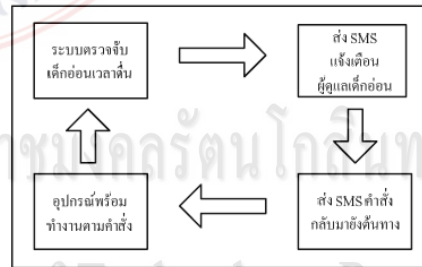 ระบบตรวจจับ
เด็กอ่อนเวลาตื่น
ส่ง SMS
แจ้งเตือน
ผู้ดูแลเด็กอ่อน
อุปกรณ์พร้อม
ทำงานตามคำสั่ง
ส่ง SMS คำสั่ง
กลับมายังต้นทาง